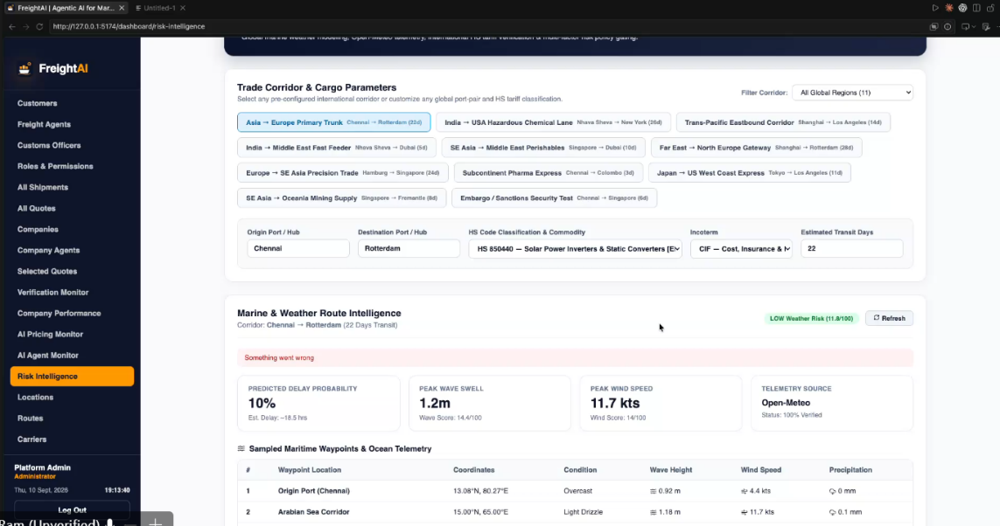 FreightAI | Agentic AI for Mar...
Untitled-1
http://127.0.0.1:5174/dashboard/risk-intelligence
FreightAI
Customers
Freight Agents
Customs Officers
Roles & Permissions
All Shipments
All Quotes
Companies
Company Agents
Selected Quotes
Verification Monitor
Company Performance
AI Pricing Monitor
AI Agent Monitor
Risk Intelligence
Locations
Routes
Carriers
Platform Admin
Administrator
Thu, 10 Sept, 2026 19:13:40
Log Out
Ram (Unverified)
Global marine weather modeling, Open-Meteo telemetry, international HS tariff verification & multi-factor risk policy gating.
Trade Corridor & Cargo Parameters
Select any pre-configured international corridor or customize any global port-pair and HS tariff classification.
Filter Corridor: All Global Regions (11)
Asia → Europe Primary Trunk Chennai → Rotterdam (22d)
India → USA Hazardous Chemical Lane Nhava Sheva → New York (26d)
Trans-Pacific Eastbound Corridor Shanghai → Los Angeles (14d)
India → Middle East Fast Feeder Nhava Sheva → Dubai (5d)
SE Asia → Middle East Perishables Singapore → Dubai (10d)
Far East → North Europe Gateway Shanghai → Rotterdam (28d)
Europe → SE Asia Precision Trade Hamburg → Singapore (24d)
Subcontinent Pharma Express Chennai → Colombo (3d)
Japan → US West Coast Express Tokyo → Los Angeles (11d)
SE Asia → Oceania Mining Supply Singapore → Fremantle (8d)
Embargo / Sanctions Security Test Chennai → Singapore (6d)
Origin Port / Hub
Chennai
Destination Port / Hub
Rotterdam
HS Code Classification & Commodity
HS 850440 — Solar Power Inverters & Static Converters [E
Incoterm
CIF — Cost, Insurance &
Estimated Transit Days
22
Marine & Weather Route Intelligence
Corridor: Chennai → Rotterdam (22 Days Transit)
LOW Weather Risk (11.8/100)
Refresh
Something went wrong
PREDICTED DELAY PROBABILITY
10%
Est. Delay: ~18.5 hrs
PEAK WAVE SWELL
1.2m
Wave Score: 14.4/100
PEAK WIND SPEED
11.7 kts
Wind Score: 14/100
TELEMETRY SOURCE
Open-Meteo
Status: 100% Verified
Sampled Maritime Waypoints & Ocean Telemetry
# Waypoint Location Coordinates Condition Wave Height Wind Speed Precipitation
1 Origin Port (Chennai) 13.08°N, 80.27°E Overcast 0.92 m 4.4 kts 0 mm
2 Arabian Sea Corridor 15.00°N, 65.00°E Light Drizzle 1.18 m 11.7 kts 0.1 mm